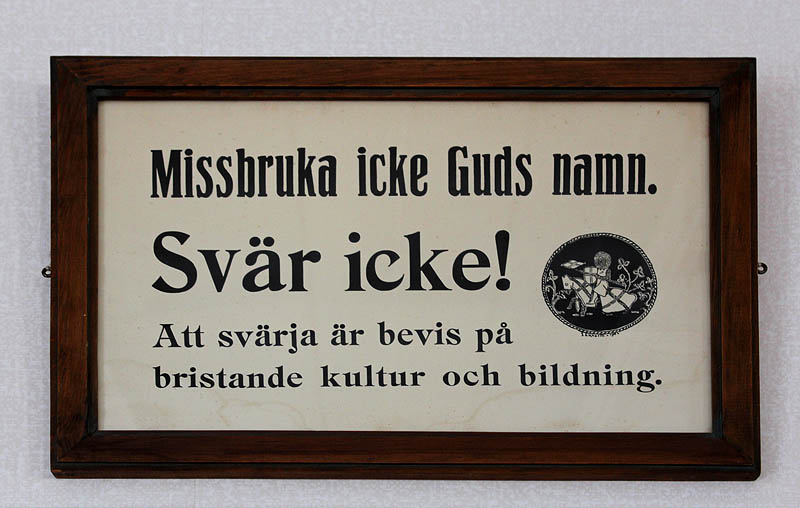 Missbruka icke Guds namn.
Svär icke!
Att svärja är bevis på
bristande kultur och bildning.